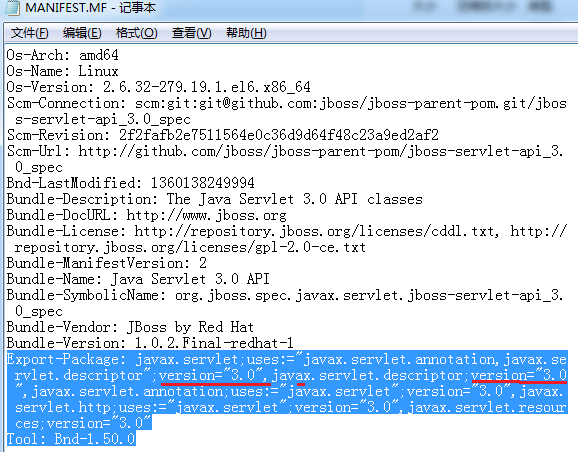 MANIFEST.MF - 记事本
文件(F) 编辑(E) 格式(O) 查看(V) 帮助(H)
Os-Arch: amd64
Os-Name: Linux
Os-Version: 2.6.32-279.19.1.el6.x86_64
Scm-Connection: scm:git:git@github.com:jboss/jboss-parent-pom.git/jbos
s-servlet-api_3.0_spec
Scm-Revision: 2f2fafb2e7511564e0c36d9d64f48c23a9ed2af2
Scm-Url: http://github.com/jboss/jboss-parent-pom/jboss-servlet-api_3.
0_spec
Bnd-LastModified: 1360138249994
Bundle-Description: The Java Servlet 3.0 API classes
Bundle-DocURL: http://www.jboss.org
Bundle-License: http://repository.jboss.org/licenses/cddl.txt, http://
repository.jboss.org/licenses/gpl-2.0-ce.txt
Bundle-ManifestVersion: 2
Bundle-Name: Java Servlet 3.0 API
Bundle-SymbolicName: org.jboss.spec.javax.servlet.jboss-servlet-api_3.
0_spec
Bundle-Vendor: JBoss by Red Hat
Bundle-Version: 1.0.2.Final-redhat-1
Export-Package: javax.servlet;uses:="javax.servlet.annotation,javax.se
rvlet.descriptor";version="3.0",javax.servlet.descriptor;version="3.0
",javax.servlet.annotation;uses:="javax.servlet";version="3.0",javax.
servlet.http;uses:="javax.servlet";version="3.0",javax.servlet.resour
ces;version="3.0"
Tool: Bnd-1.50.0